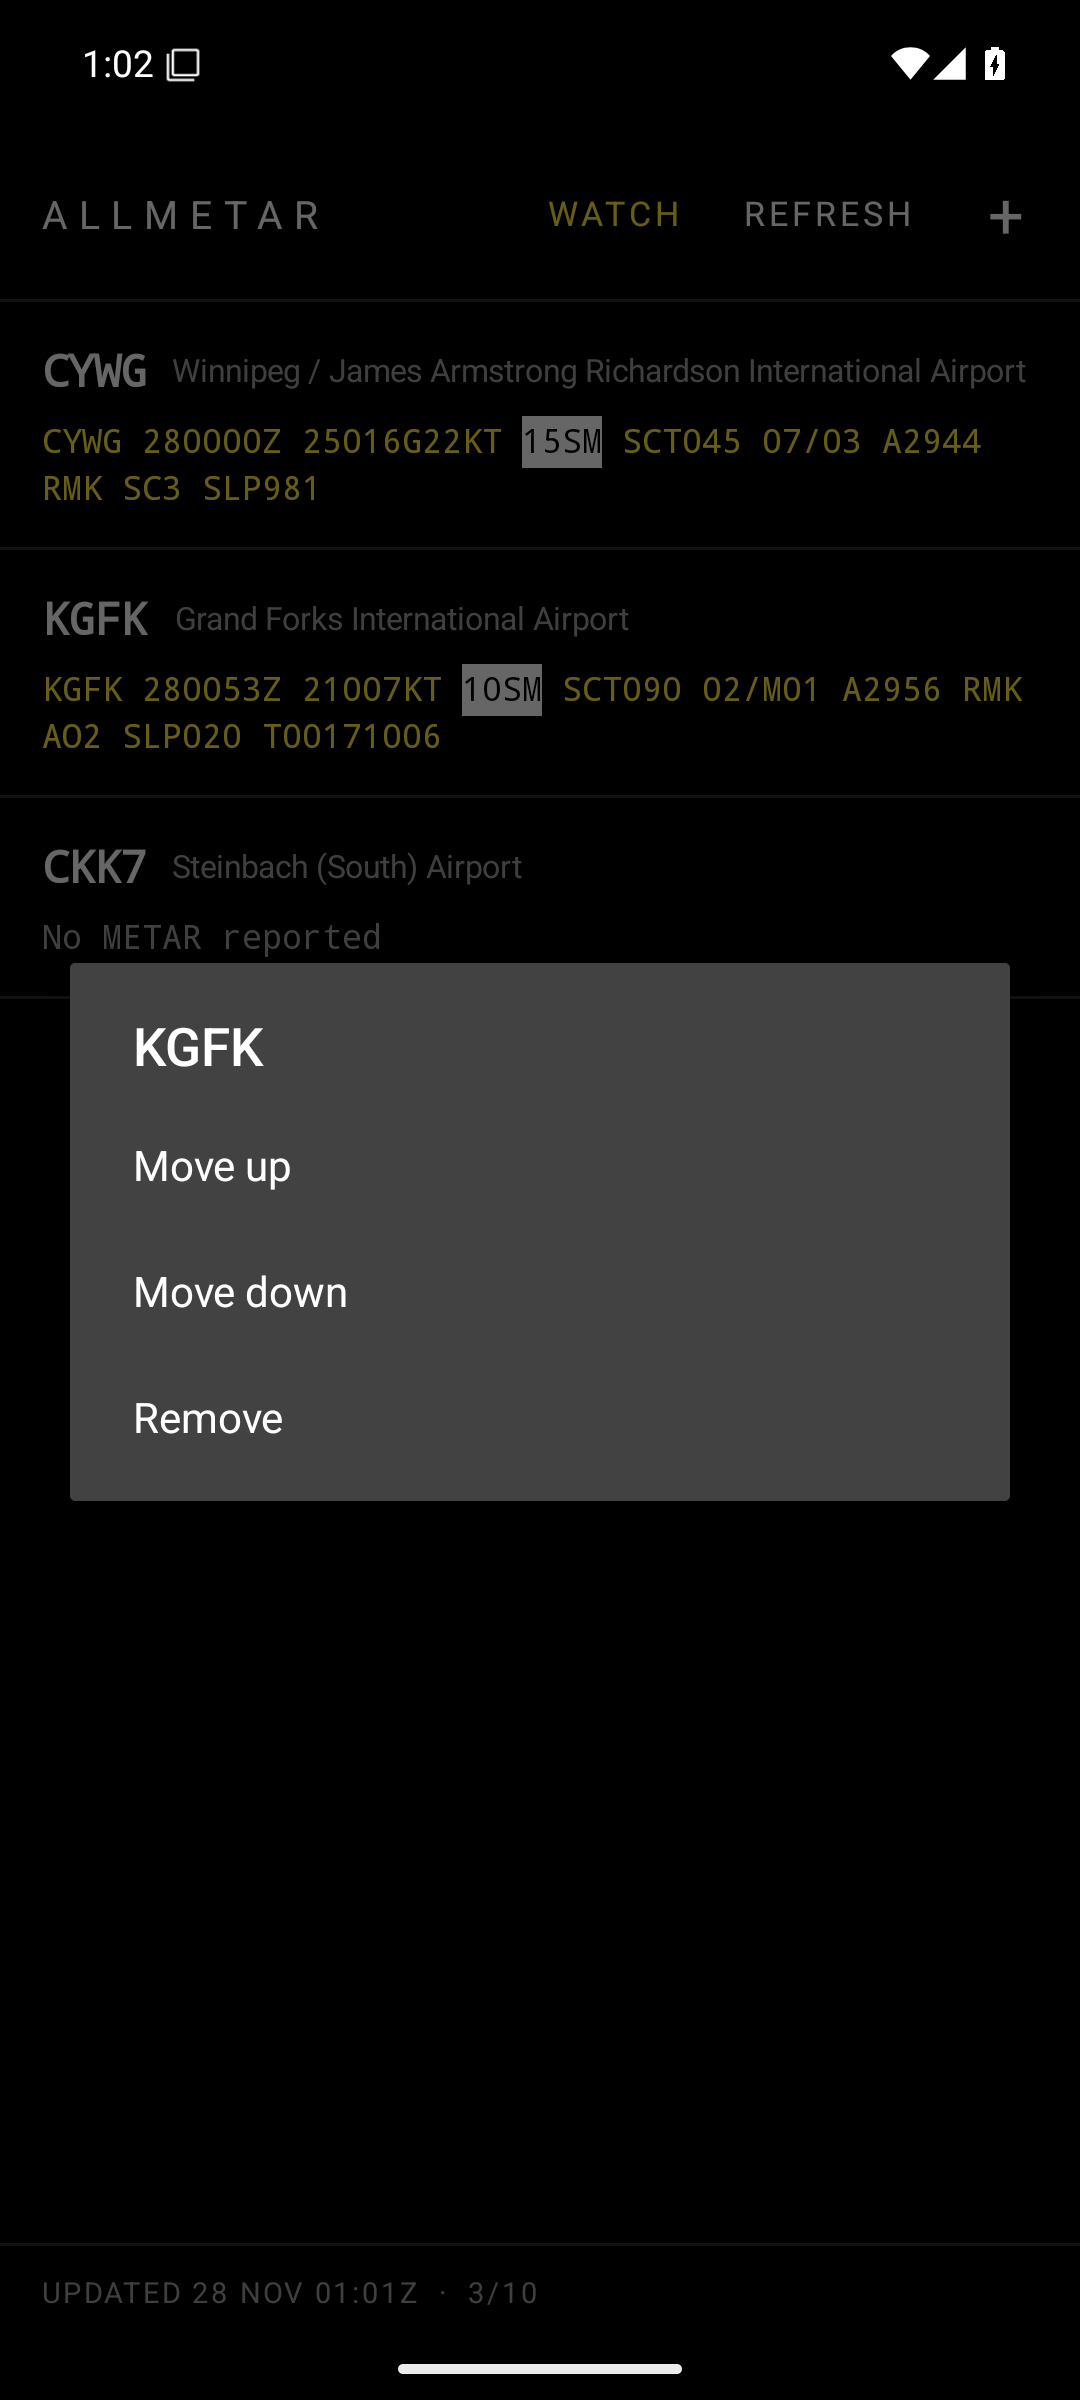 1:02
ALLMETAR WATCH REFRESH +
CYWG Winnipeg / James Armstrong Richardson International Airport
CYWG 280000Z 25016G22KT 15SM SCT045 07/03 A2944
RMK SC3 SLP981
KGFK Grand Forks International Airport
KGFK 280053Z 21007KT 10SM SCT090 02/M01 A2956 RMK
AO2 SLP020 T00171006
CKK7 Steinbach (South) Airport
No METAR reported
KGFK
Move up
Move down
Remove
UPDATED 28 NOV 01:01Z · 3/10